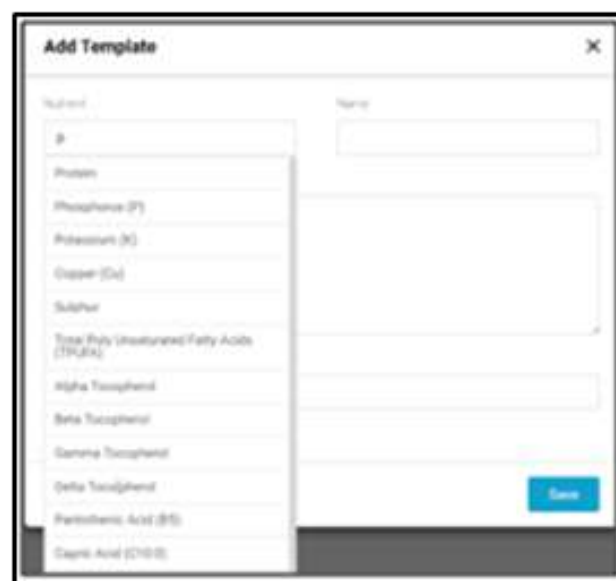 Add Template ×
Nutrient
Name
p
Protein
Phosphorus (P)
Potassium (K)
Copper (Cu)
Sulphur
Total Poly Unsaturated Fatty Acids
(TPUFA)
Alpha Tocopherol
Beta Tocopherol
Gamma Tocopherol
Delta Tocopherol
Pantothenic Acid (B5)
Capric Acid (C10:0)
Save